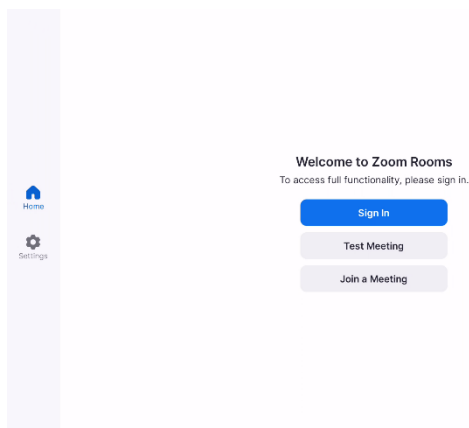 Welcome to Zoom Rooms
To access full functionality, please sign in.
Home
Sign In
Settings
Test Meeting
Join a Meeting